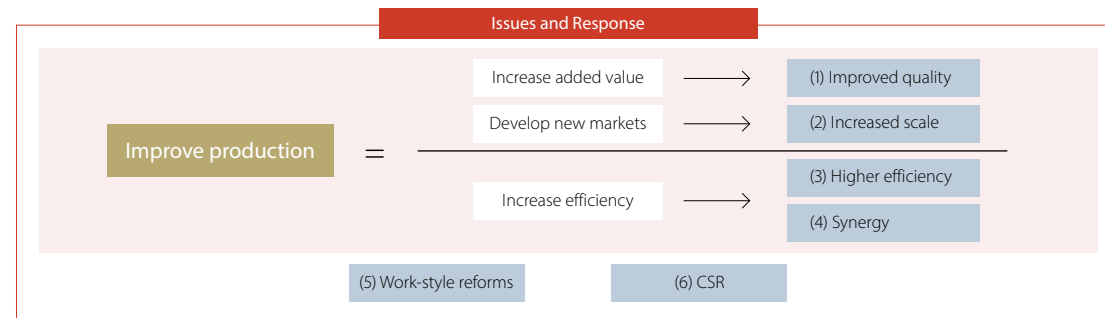 Issues and Response
Increase added value
(1) Improved quality
Develop new markets
(2) Increased scale
Improve production
=
(3) Higher efficiency
Increase efficiency
(4) Synergy
(5) Work-style reforms
(6) CSR